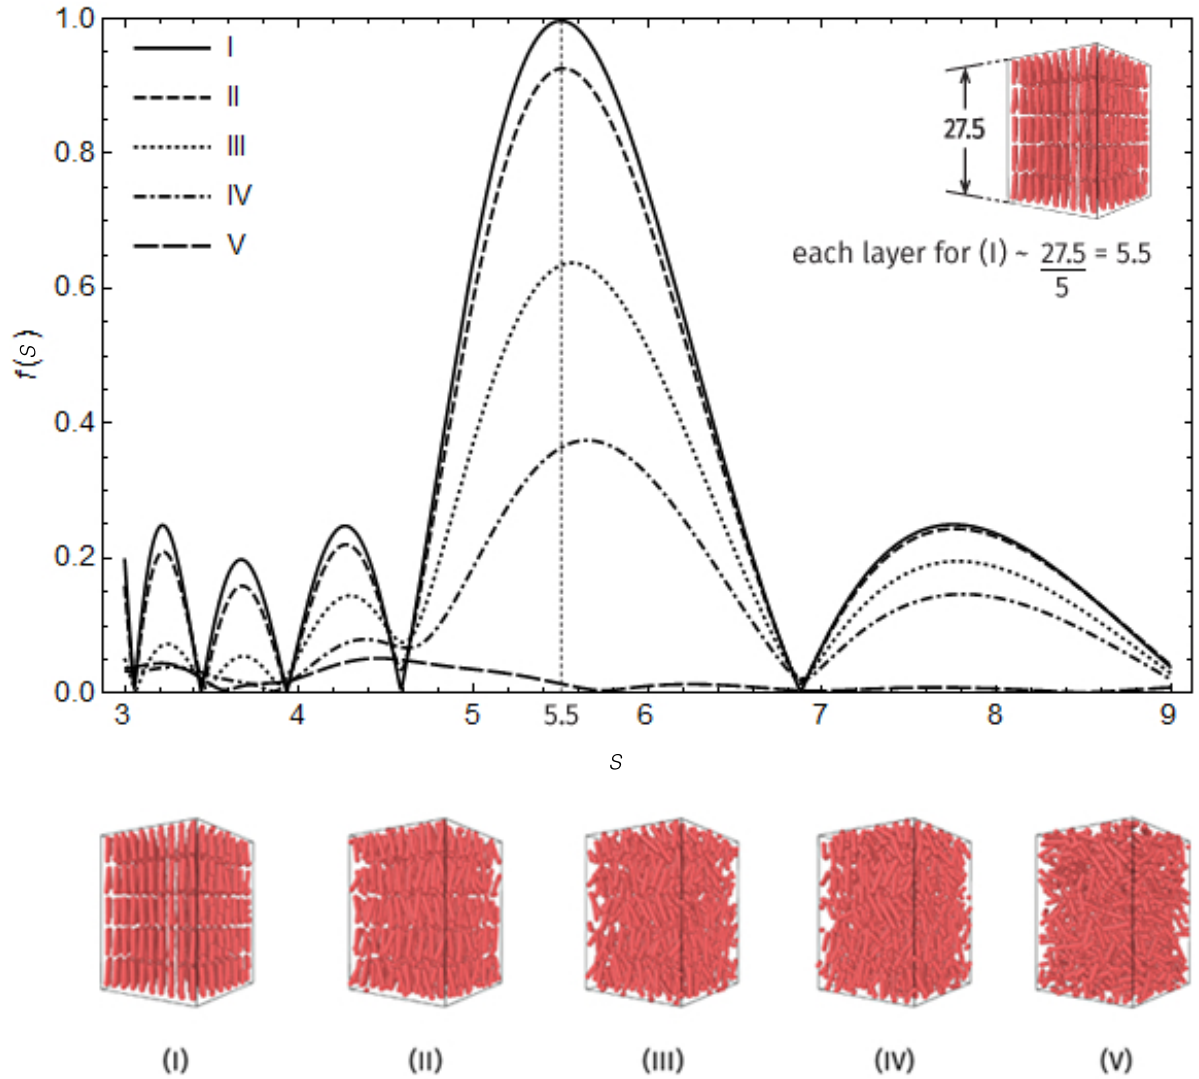 1.0
0.8
0.6
0.4
0.2
0.0
f(s)
I
II
III
IV
V
27.5
each layer for (I) ~ 27.5 = 5.5
5
3 4 5 5.5 6 7 8 9
s
(I) (II) (III) (IV) (V)